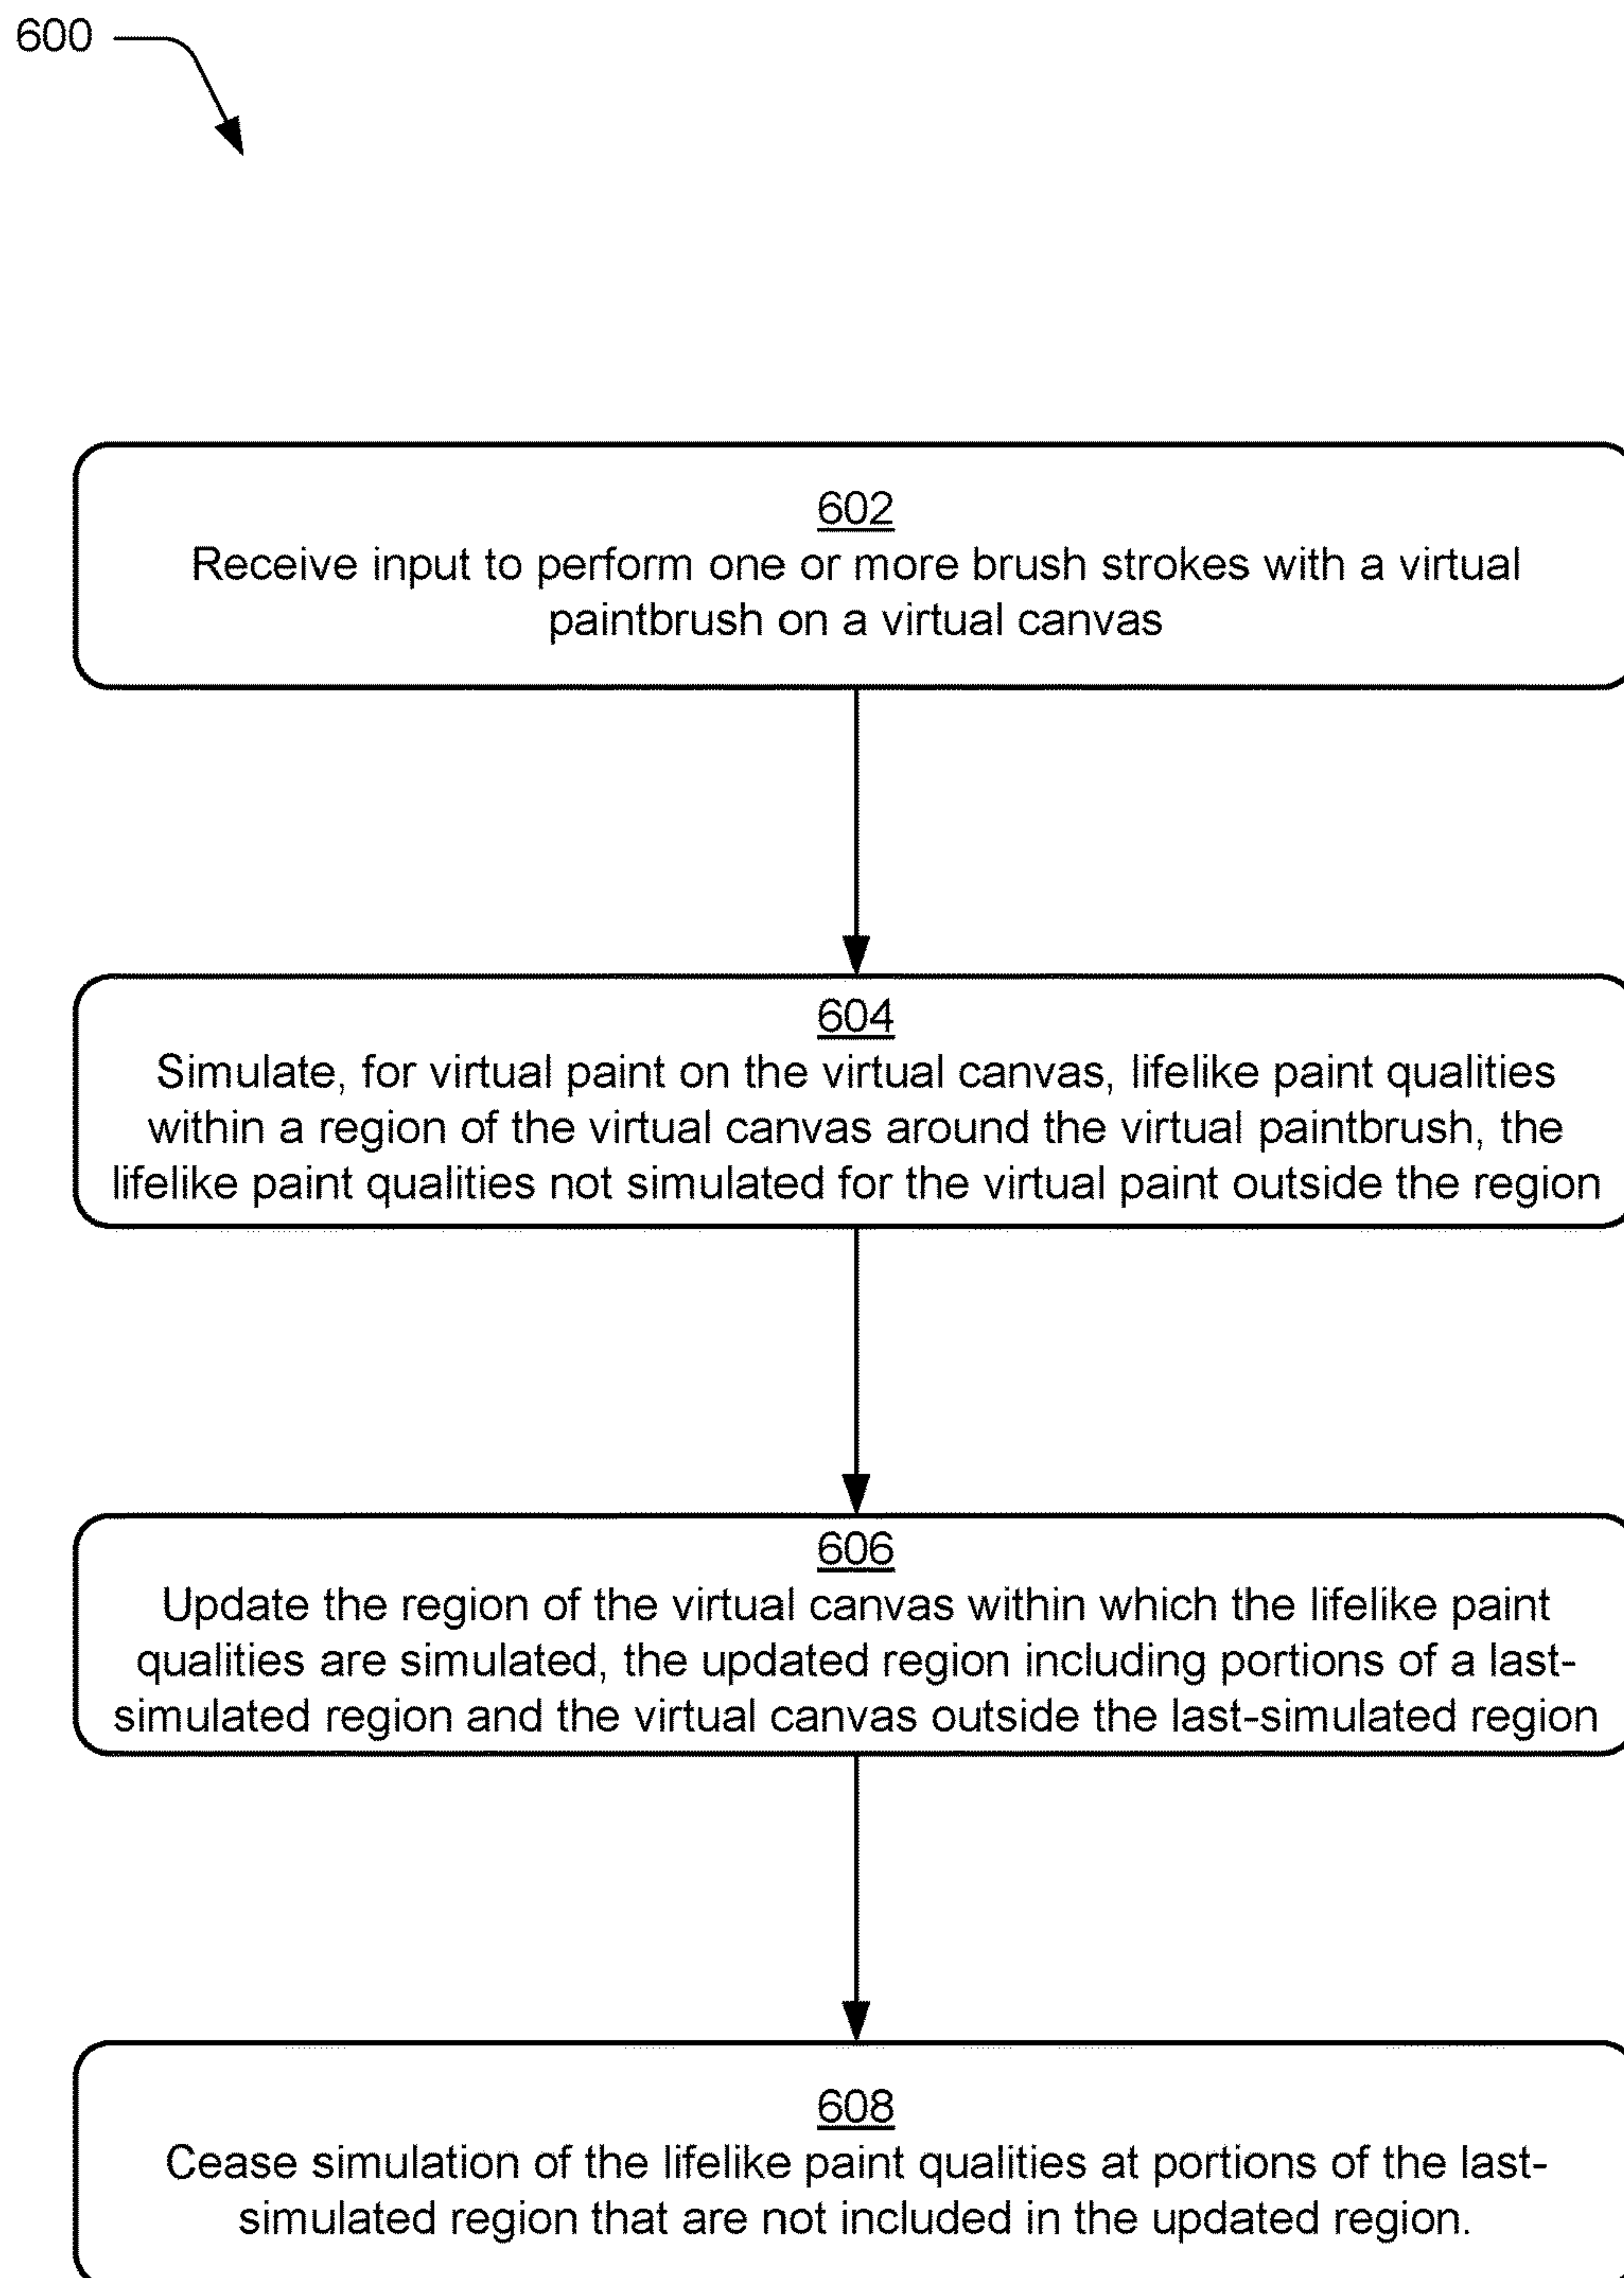 600
602
Receive input to perform one or more brush strokes with a virtual
paintbrush on a virtual canvas
604
Simulate, for virtual paint on the virtual canvas, lifelike paint qualities
within a region of the virtual canvas around the virtual paintbrush, the
lifelike paint qualities not simulated for the virtual paint outside the region
606
Update the region of the virtual canvas within which the lifelike paint
qualities are simulated, the updated region including portions of a last-
simulated region and the virtual canvas outside the last-simulated region
608
Cease simulation of the lifelike paint qualities at portions of the last-
simulated region that are not included in the updated region.